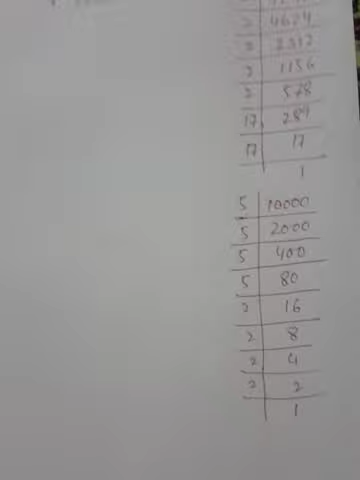 2 | 4624
2 | 2312
2 | 1156
2 | 578
17 | 289
17 | 17
1
5 | 10000
5 | 2000
5 | 400
5 | 80
2 | 16
2 | 8
2 | 4
2 | 2
1